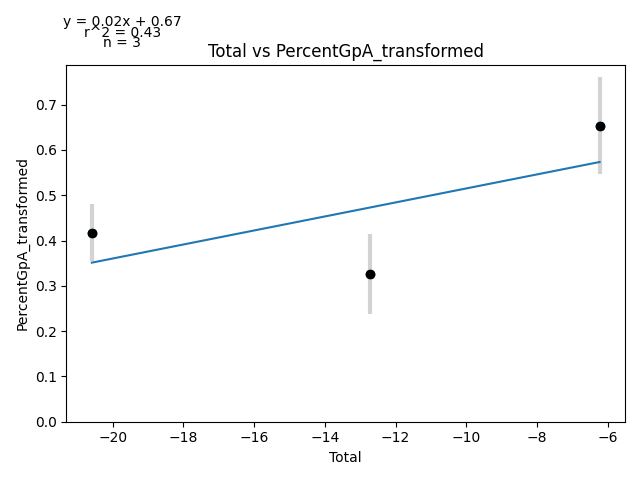 y = 0.02x + 0.67
r^2 = 0.43
n = 3
Total vs PercentGpA_transformed
PercentGpA_transformed
0.7
0.6
0.5
0.4
0.3
0.2
0.1
0.0
−20 −18 −16 −14 −12 −10 −8 −6
Total